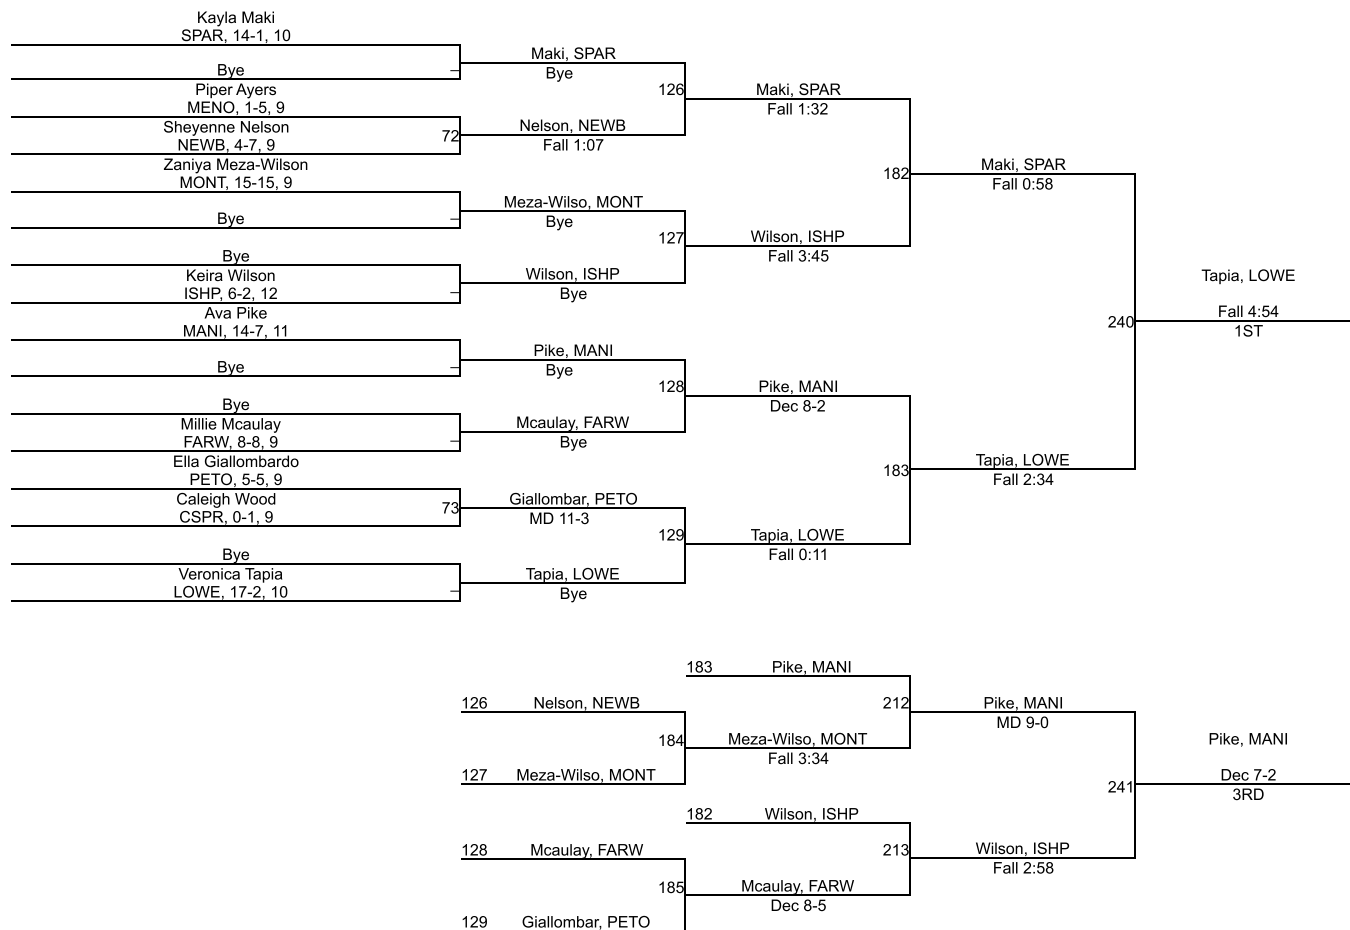 Kayla Maki
SPAR, 14-1, 10
Bye
Piper Ayers
MENO, 1-5, 9
Sheyenne Nelson
NEWB, 4-7, 9
72
Zaniya Meza-Wilson
MONT, 15-15, 9
Bye
Bye
Keira Wilson
ISHP, 6-2, 12
Ava Pike
MANI, 14-7, 11
Bye
Bye
Millie Mcaulay
FARW, 8-8, 9
Ella Giallombardo
PETO, 5-5, 9
Caleigh Wood
CSPR, 0-1, 9
73
Bye
Veronica Tapia
LOWE, 17-2, 10
Maki, SPAR
Bye
126
Nelson, NEWB
Fall 1:07
Meza-Wilso, MONT
Bye
127
Wilson, ISHP
Bye
Pike, MANI
Bye
128
Mcaulay, FARW
Bye
Giallombar, PETO
MD 11-3
129
Tapia, LOWE
Bye
Maki, SPAR
Fall 1:32
182
Wilson, ISHP
Fall 3:45
Pike, MANI
Dec 8-2
183
Tapia, LOWE
Fall 0:11
Maki, SPAR
Fall 0:58
240
Tapia, LOWE
Fall 2:34
Tapia, LOWE
Fall 4:54
1ST
183 Pike, MANI
126 Nelson, NEWB
212
184
Meza-Wilso, MONT
Fall 3:34
127 Meza-Wilso, MONT
182 Wilson, ISHP
128 Mcaulay, FARW
213
185
Mcaulay, FARW
Dec 8-5
129 Giallombar, PETO
Pike, MANI
MD 9-0
241
Wilson, ISHP
Fall 2:58
Pike, MANI
Dec 7-2
3RD